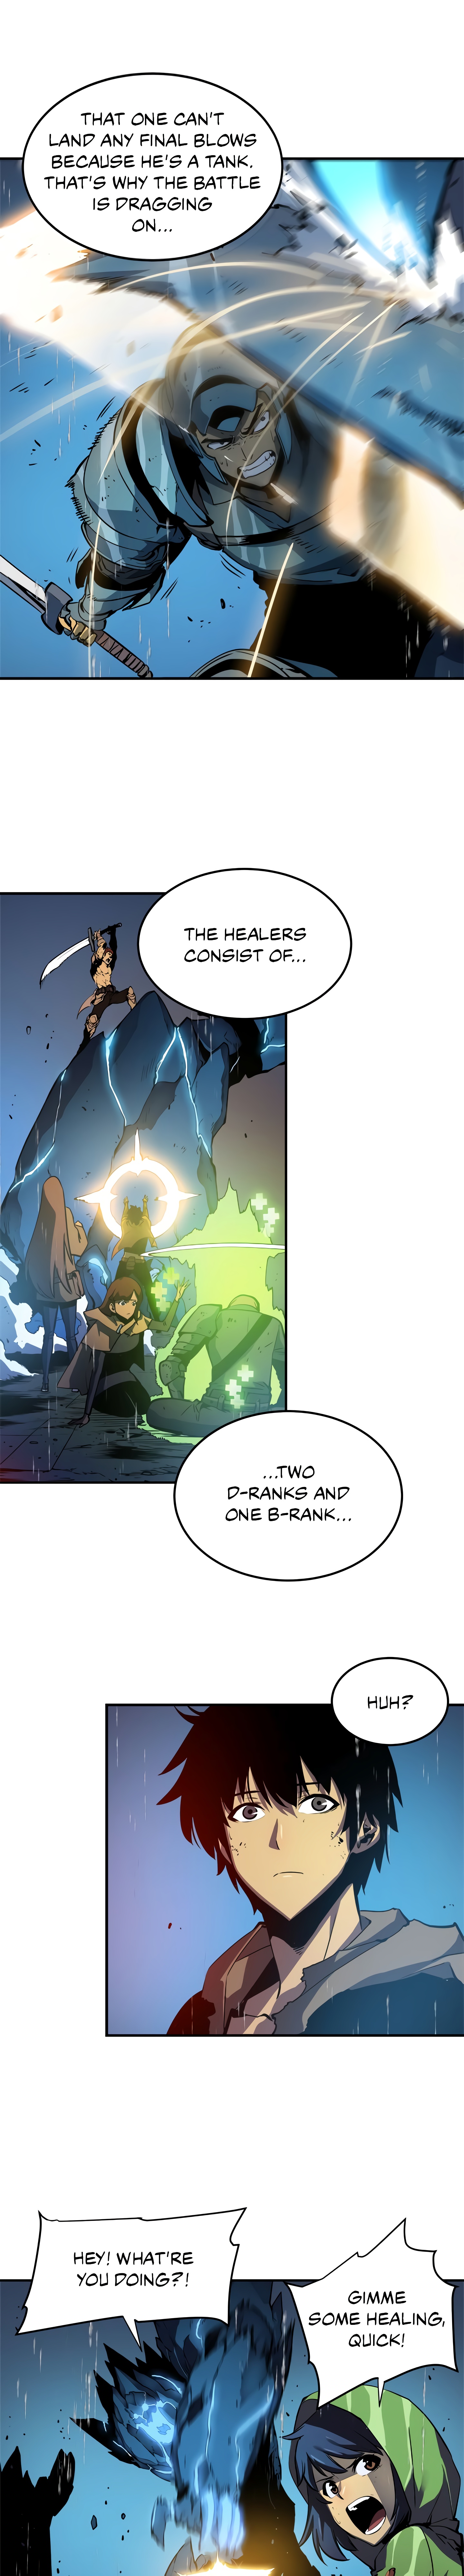 THAT ONE CAN'T
LAND ANY FINAL BLOWS
BECAUSE HE'S A TANK.
THAT'S WHY THE BATTLE
IS DRAGGING
ON...
THE HEALERS
CONSIST OF...
...TWO
D-RANKS AND
ONE B-RANK...
HUH?
HEY! WHAT'RE
YOU DOING?!
GIMME
SOME HEALING,
QUICK!